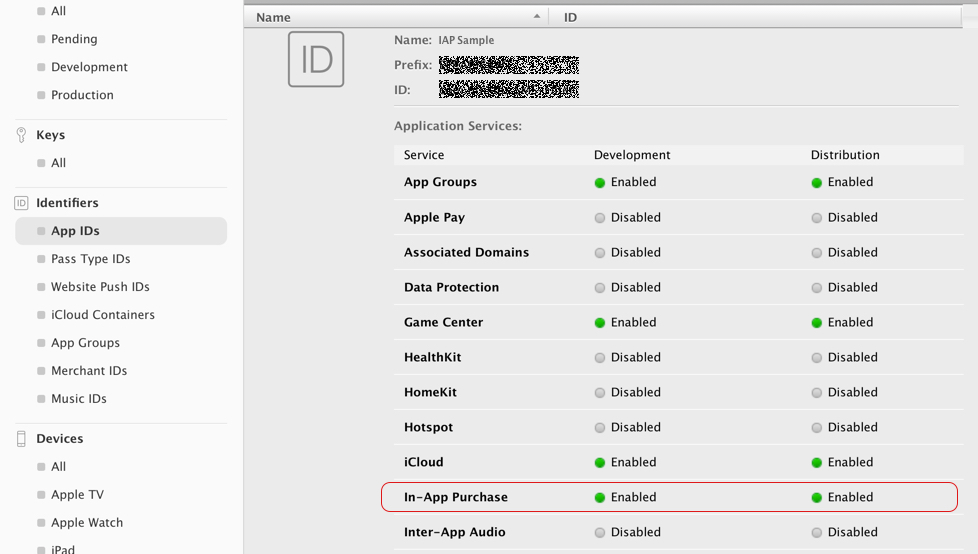 All
Pending
Development
Production
Keys
All
ID Identifiers
App IDs
Pass Type IDs
Website Push IDs
iCloud Containers
App Groups
Merchant IDs
Music IDs
Devices
All
Apple TV
Apple Watch
iPad
Name ID
ID
Name: IAP Sample
Prefix:
ID:
Application Services:
Service Development Distribution
App Groups Enabled Enabled
Apple Pay Disabled Disabled
Associated Domains Disabled Disabled
Data Protection Disabled Disabled
Game Center Enabled Enabled
HealthKit Disabled Disabled
HomeKit Disabled Disabled
Hotspot Disabled Disabled
iCloud Enabled Enabled
In-App Purchase Enabled Enabled
Inter-App Audio Disabled Disabled